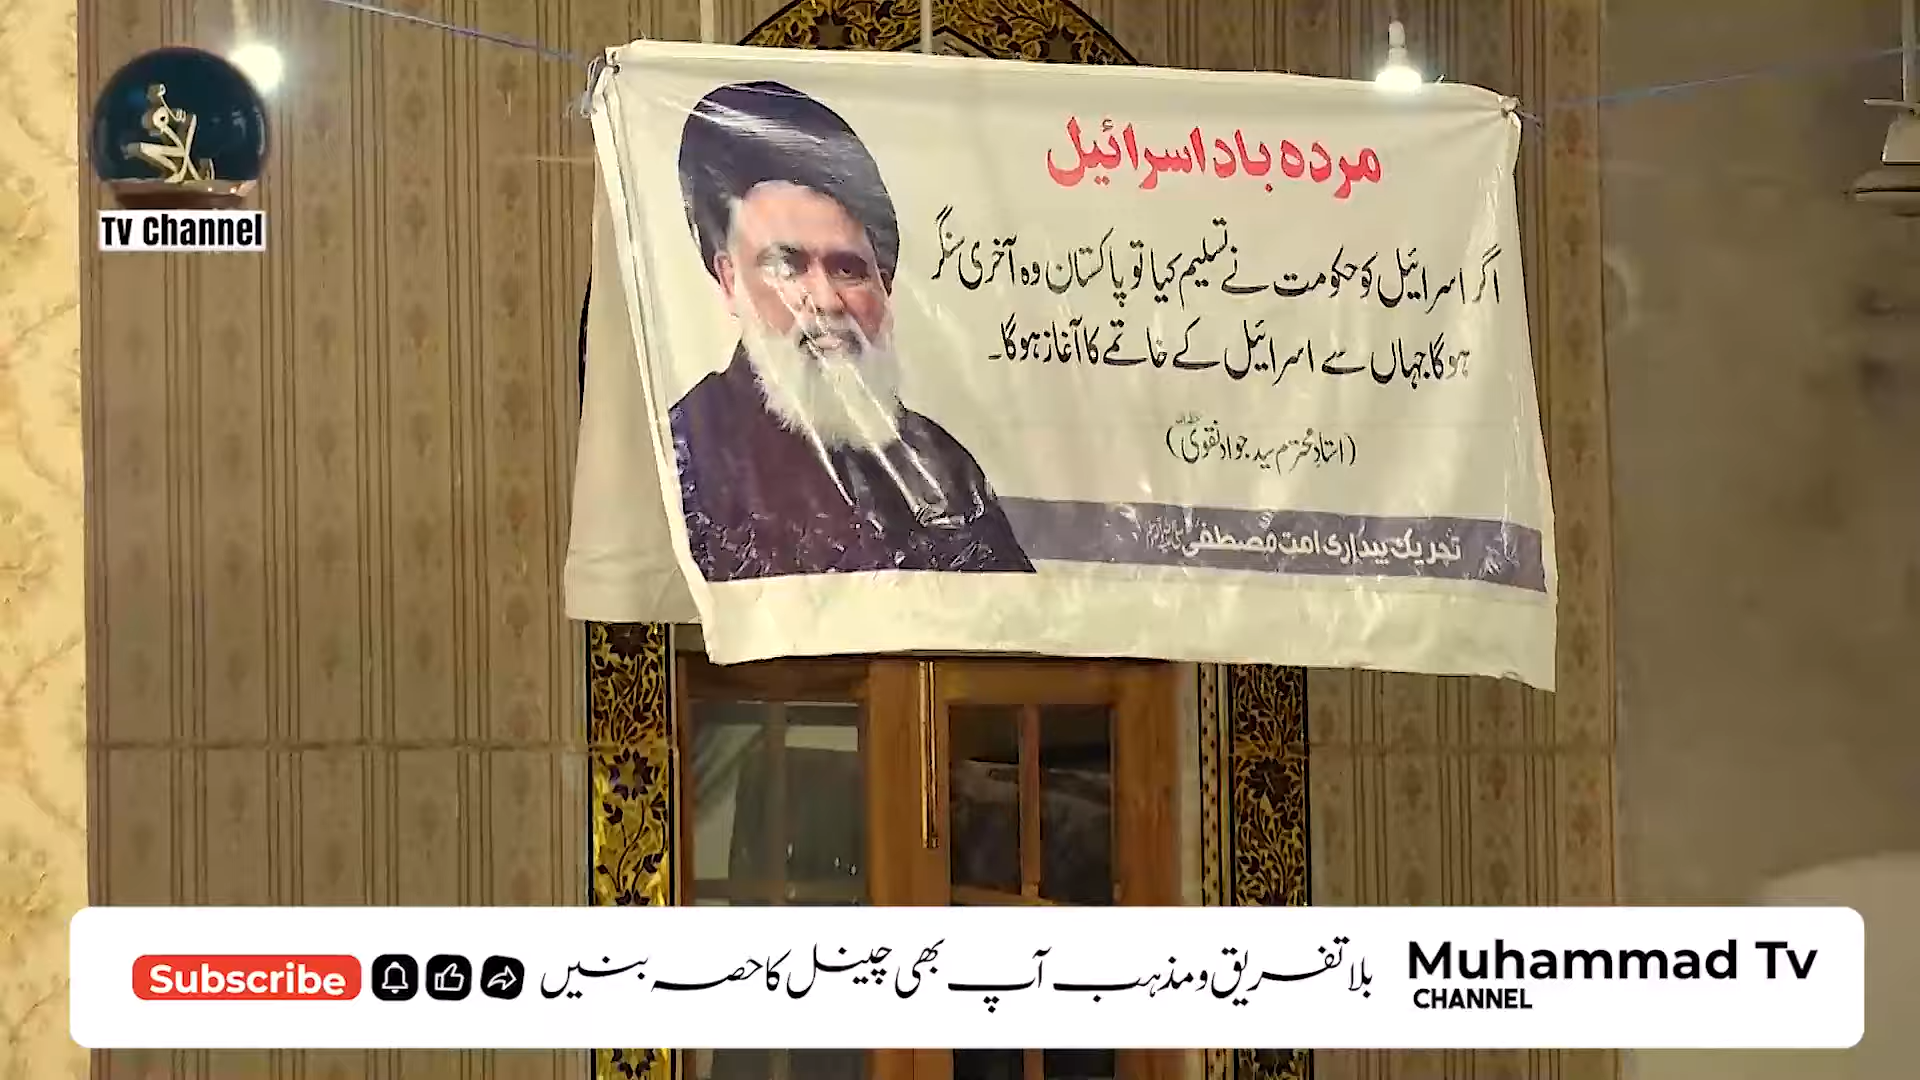 Tv Channel
مردہ باد اسرائیل
اگر اسرائیل کو حکومت نے تسلیم کیا تو پاکستان وہ آخری سنگر
ہوگا جہاں سے اسرائیل کے خاتمے کا آغاز ہوگا۔
(استادِ محترم سید جواد نقوی)
تحریک بیداری امت مصطفی
Subscribe
بلا تفریق و مذہب آپ بھی چینل کا حصہ بنیں
Muhammad Tv
CHANNEL